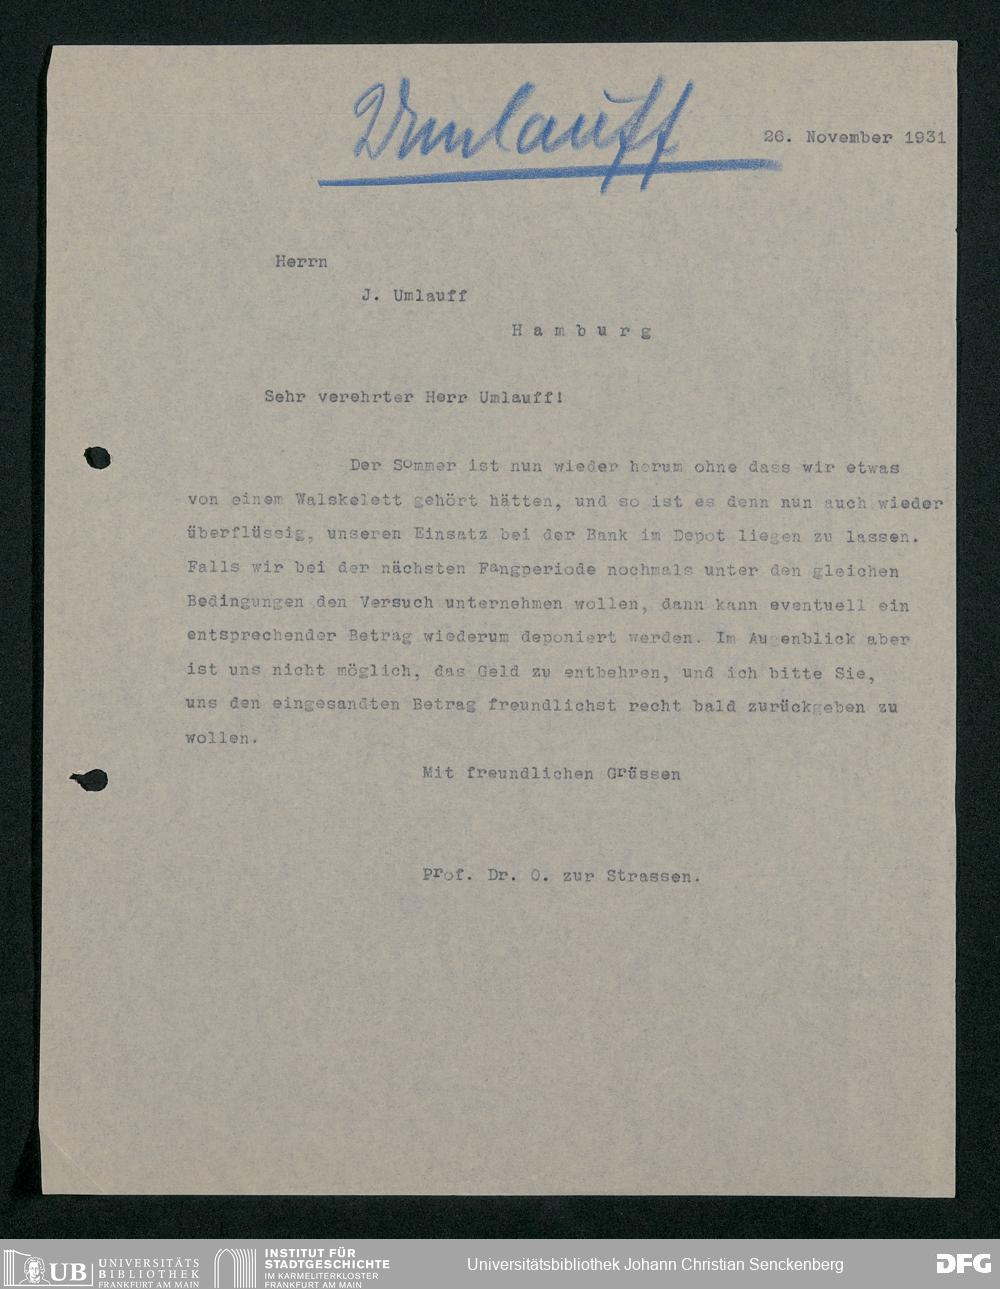 Umlauff
26. November 1931
Herrn
J. Umlauff
H a m b u r g
Sehr verehrter Herr Umlauff!
Der Sommer ist nun wieder herum ohne dass wir etwas
von einem Walskelett gehört hätten, und so ist es denn nun auch wieder
überflüssig, unseren Einsatz bei der Bank im Depot liegen zu lassen.
Falls wir bei der nächsten Fangperiode nochmals unter den gleichen
Bedingungen den Versuch unternehmen wollen, dann kann eventuell ein
entsprechender Betrag wiederum deponiert werden. Im Augenblick aber
ist uns nicht möglich, das Geld zu entbehren, und ich bitte Sie,
uns den eingesandten Betrag freundlichst recht bald zurückgeben zu
wollen.
Mit freundlichen Grüssen
Prof. Dr. O. zur Strassen.
UB UNIVERSITÄTS
BIBLIOTHEK
FRANKFURT AM MAIN
INSTITUT FÜR
STADTGESCHICHTE
IM KARMELITERKLOSTER
FRANKFURT AM MAIN
Universitätsbibliothek Johann Christian Senckenberg
DFG